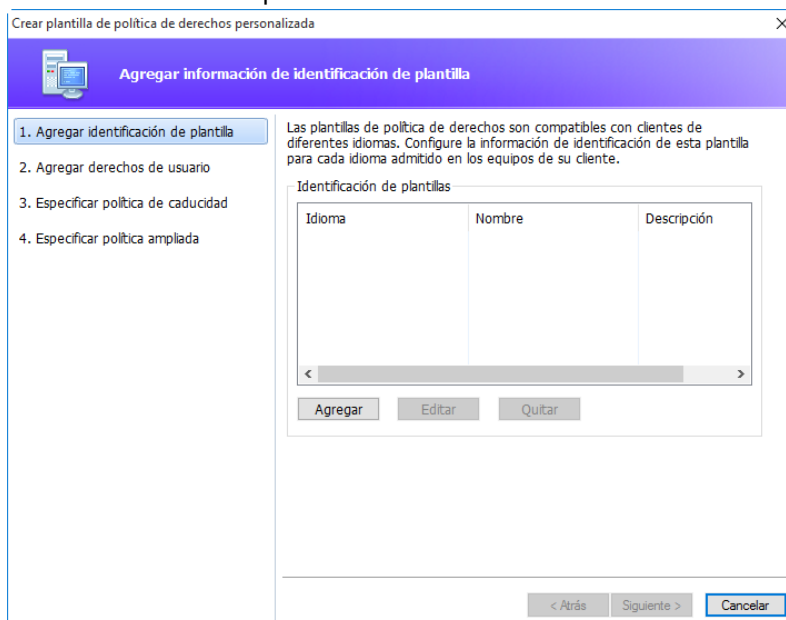 Crear plantilla de política de derechos personalizada
Agregar información de identificación de plantilla
1. Agregar identificación de plantilla
2. Agregar derechos de usuario
3. Especificar política de caducidad
4. Especificar política ampliada
Las plantillas de política de derechos son compatibles con clientes de
diferentes idiomas. Configure la información de identificación de esta plantilla
para cada idioma admitido en los equipos de su cliente.
Identificación de plantillas
Idioma Nombre Descripción
Agregar Editar Quitar
< Atrás Siguiente > Cancelar